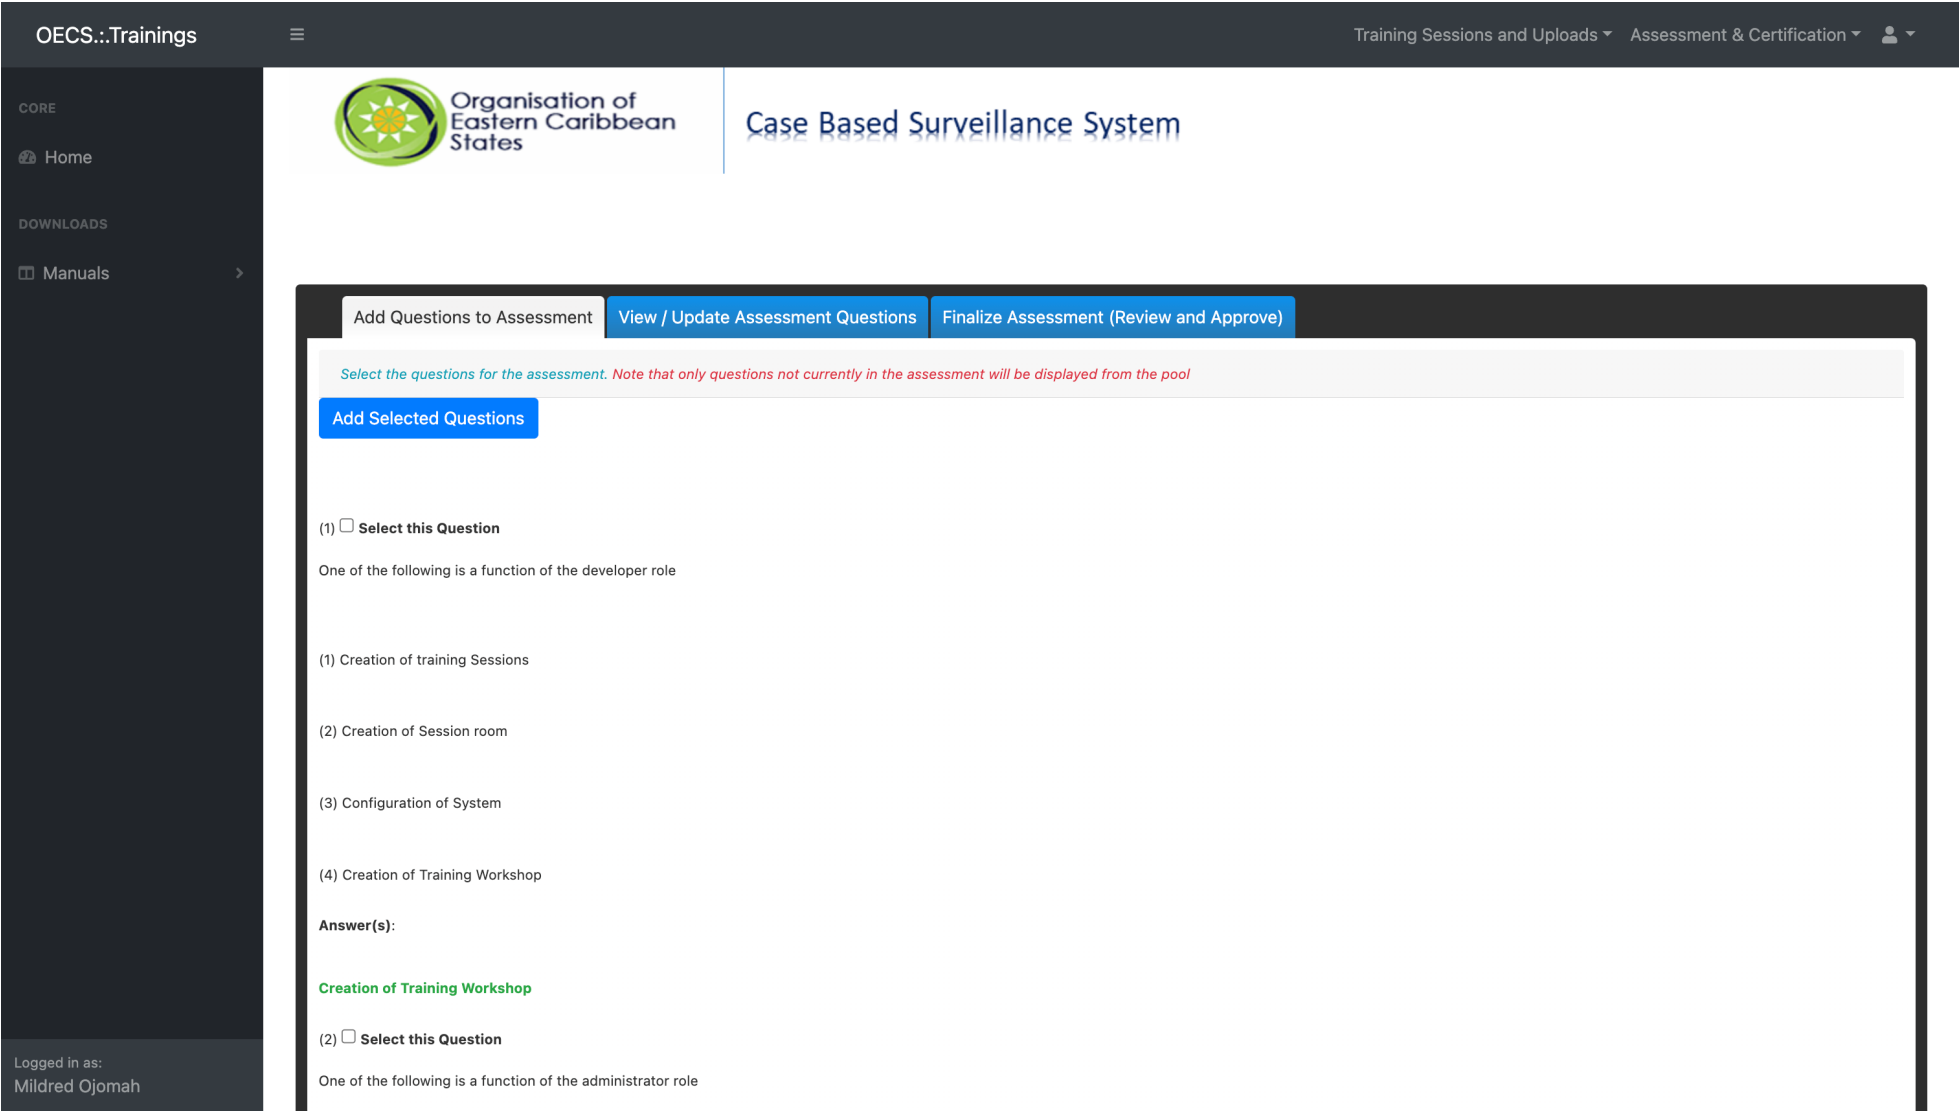 OECS.:.Trainings
Training Sessions and Uploads
Assessment & Certification
CORE
Home
DOWNLOADS
Manuals
Logged in as:
Mildred Ojomah
Organisation of
Eastern Caribbean
States
Case Based Surveillance System
Add Questions to Assessment
View / Update Assessment Questions
Finalize Assessment (Review and Approve)
Select the questions for the assessment. Note that only questions not currently in the assessment will be displayed from the pool
Add Selected Questions
(1) Select this Question
One of the following is a function of the developer role
(1) Creation of training Sessions
(2) Creation of Session room
(3) Configuration of System
(4) Creation of Training Workshop
Answer(s):
Creation of Training Workshop
(2) Select this Question
One of the following is a function of the administrator role